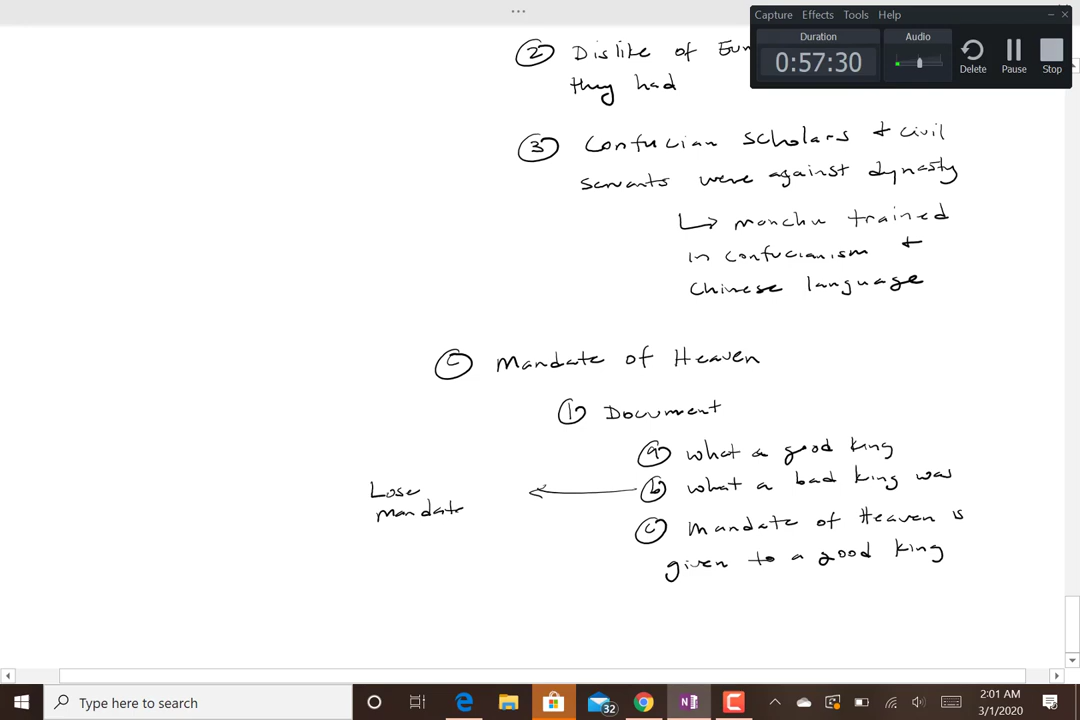 Capture Effects Tools Help
Duration
0:57:30
Audio
Delete Pause Stop
② Dislike of
they had
③ Confucian scholars + civil
servants were against dynasty
↳ manchu trained
in confucianism +
Chinese language
Ⓒ Mandate of Heaven
① Document
ⓐ what a good king
ⓑ what a bad king was
Lose
mandate
ⓒ Mandate of Heaven is
given to a good king
Type here to search
32
2:01 AM
3/1/2020